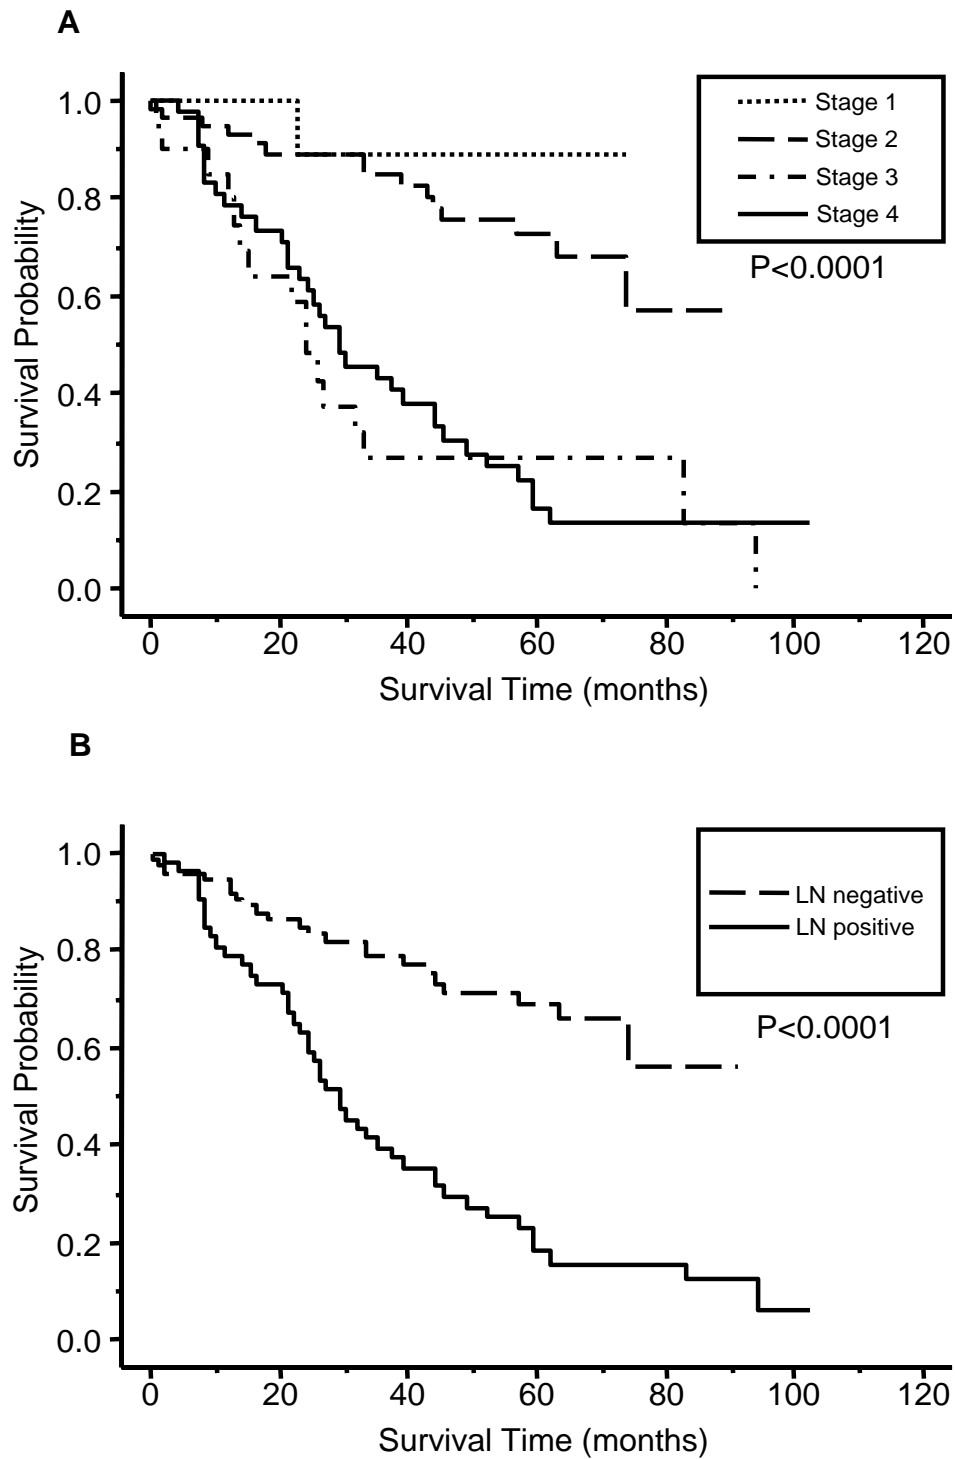 A
1.0
0.8
0.6
0.4
0.2
0.0
Survival Probability
Stage 1
Stage 2
Stage 3
Stage 4
P<0.0001
0 20 40 60 80 100 120
Survival Time (months)
B
1.0
0.8
0.6
0.4
0.2
0.0
Survival Probability
LN negative
LN positive
P<0.0001
0 20 40 60 80 100 120
Survival Time (months)